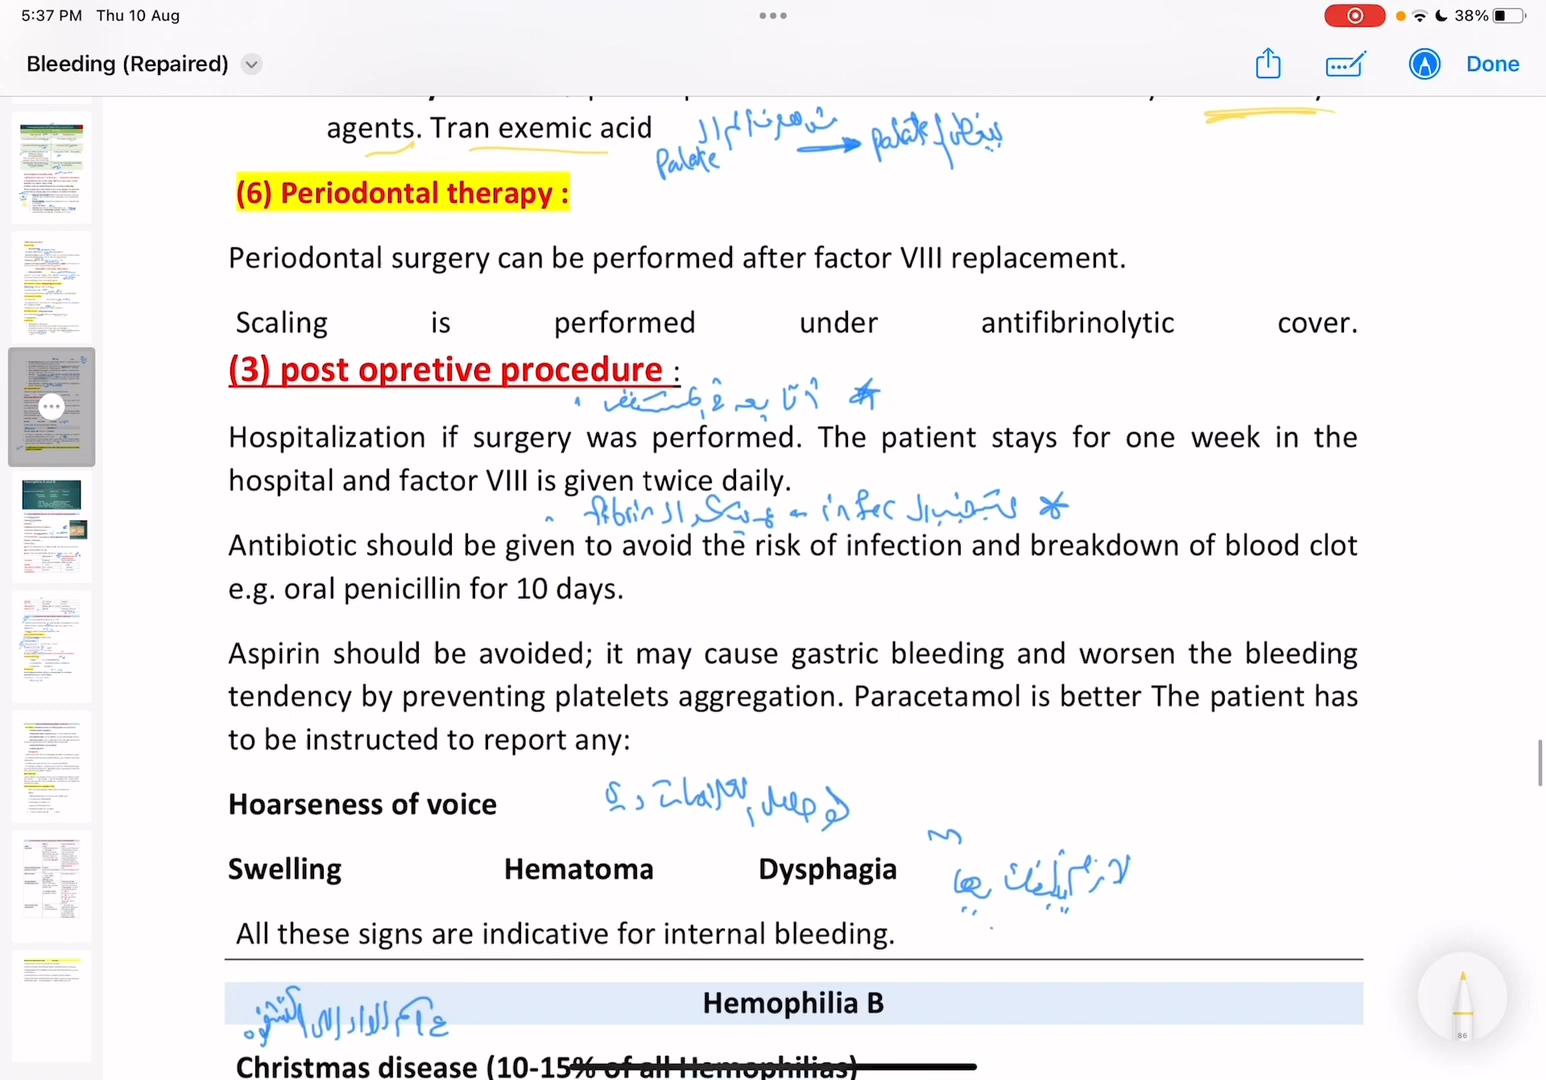 5:37 PM Thu 10 Aug
38%
Bleeding (Repaired)
Done
agents. Tran exemic acid
Palate
palate
(6) Periodontal therapy :
Periodontal surgery can be performed after factor VIII replacement.
Scaling is performed under antifibrinolytic cover.
(3) post opretive procedure :
Hospitalization if surgery was performed. The patient stays for one week in the
hospital and factor VIII is given twice daily.
fibrin infec
Antibiotic should be given to avoid the risk of infection and breakdown of blood clot
e.g. oral penicillin for 10 days.
Aspirin should be avoided; it may cause gastric bleeding and worsen the bleeding
tendency by preventing platelets aggregation. Paracetamol is better The patient has
to be instructed to report any:
Hoarseness of voice
Swelling Hematoma Dysphagia
لازم
All these signs are indicative for internal bleeding.
Hemophilia B
Christmas disease (10-15% of all Hemophilias)
86